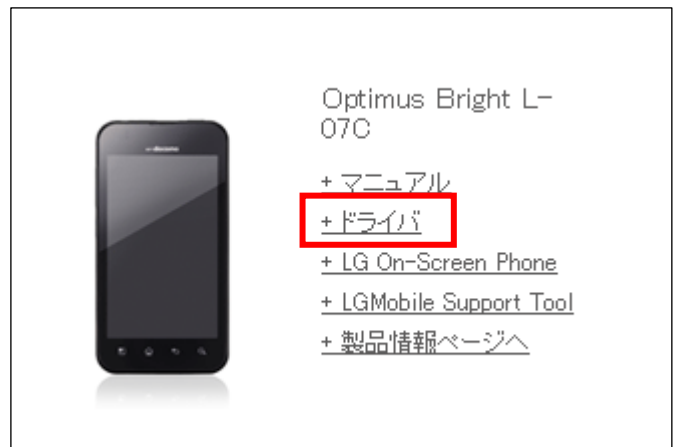 Optimus Bright L-
07C
+ マニュアル
+ ドライバ
+ LG On-Screen Phone
+ LGMobile Support Tool
+ 製品情報ページへ